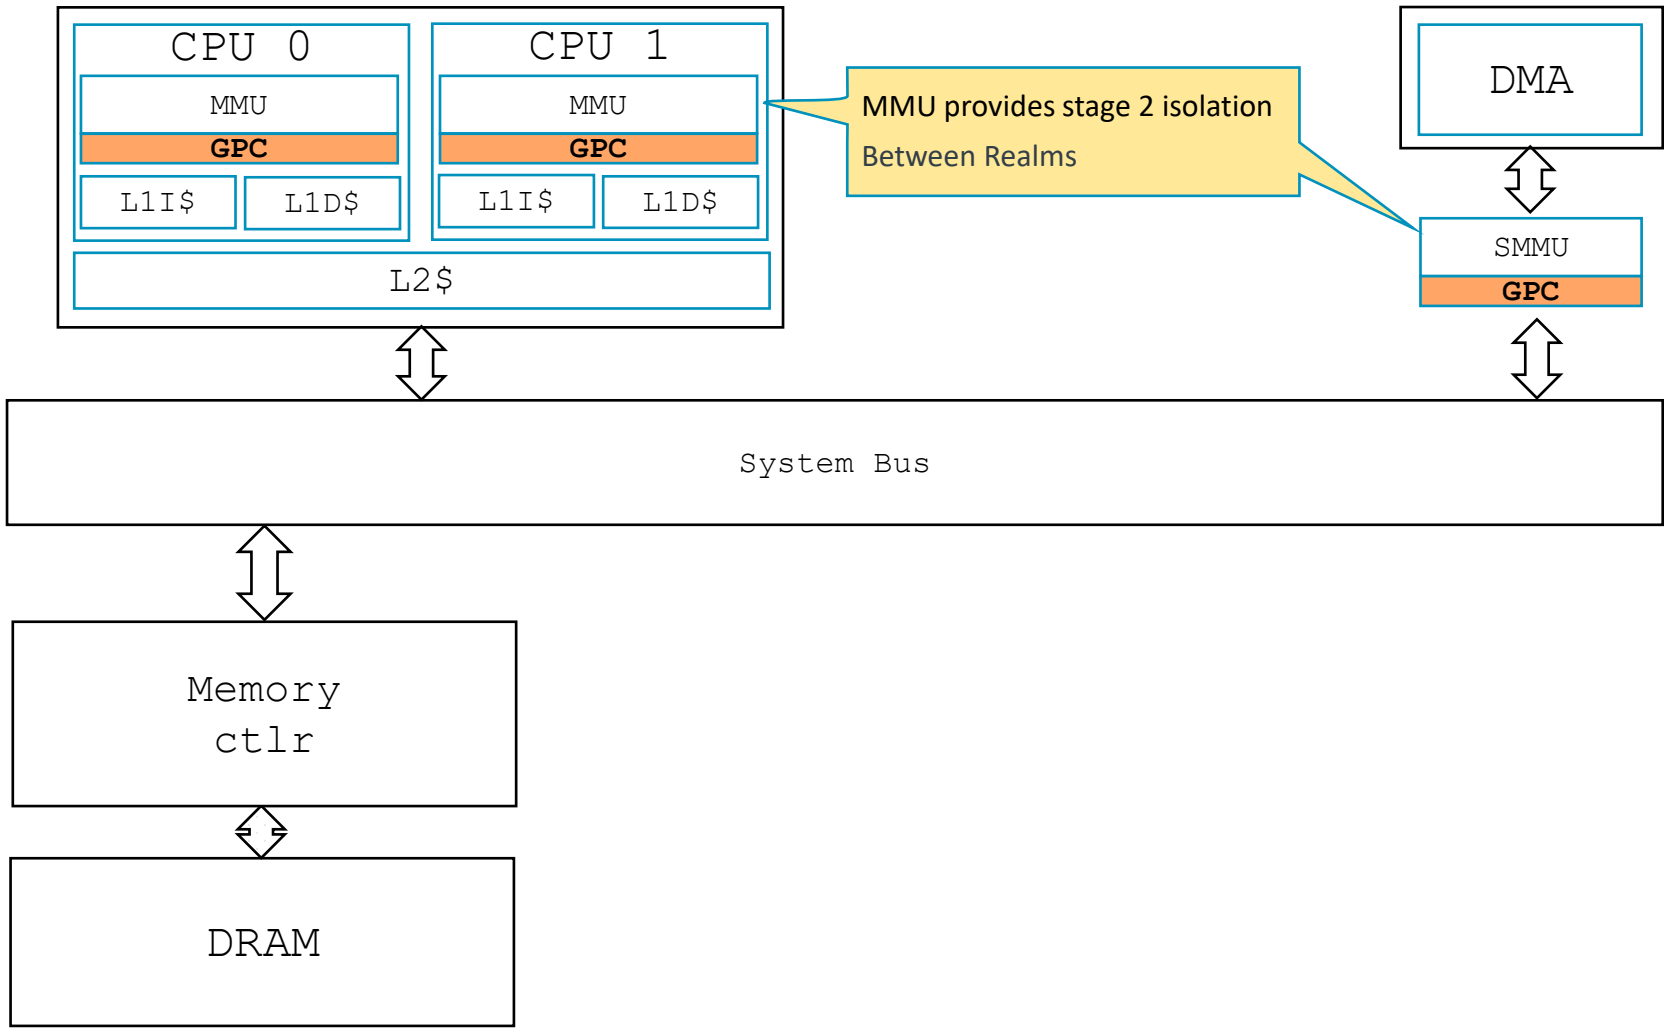 CPU 0
MMU
GPC
L1I$
L1D$
CPU 1
MMU
GPC
L1I$
L1D$
L2$
MMU provides stage 2 isolation
Between Realms
DMA
SMMU
GPC
System Bus
Memory
ctlr
DRAM